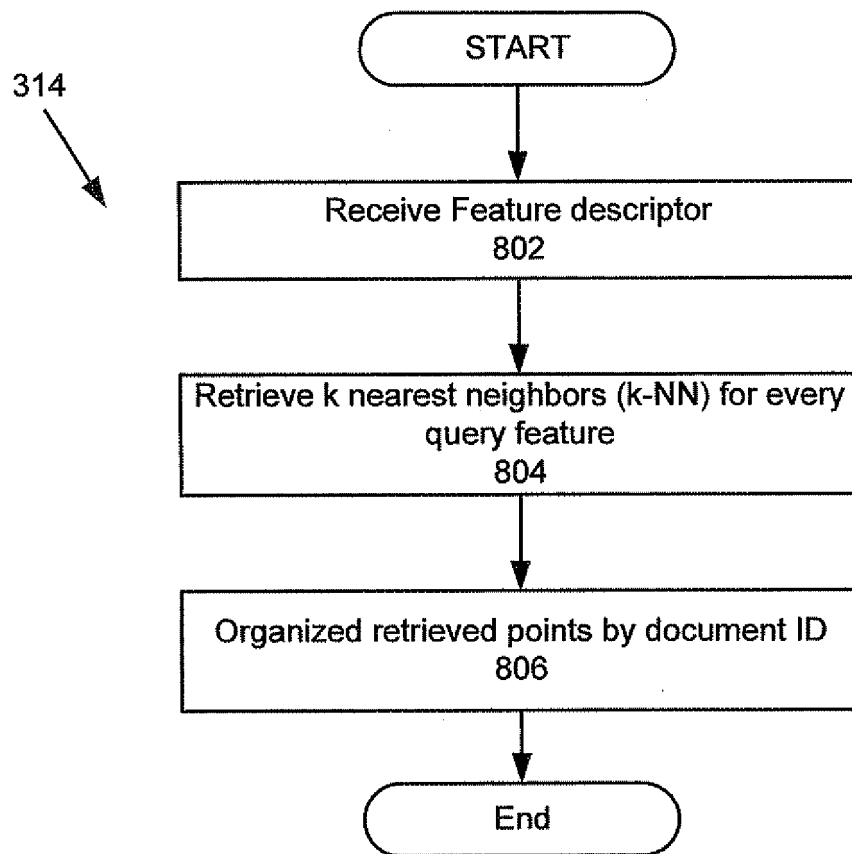 START
314
Receive Feature descriptor
802
Retrieve k nearest neighbors (k-NN) for every
query feature
804
Organized retrieved points by document ID
806
End